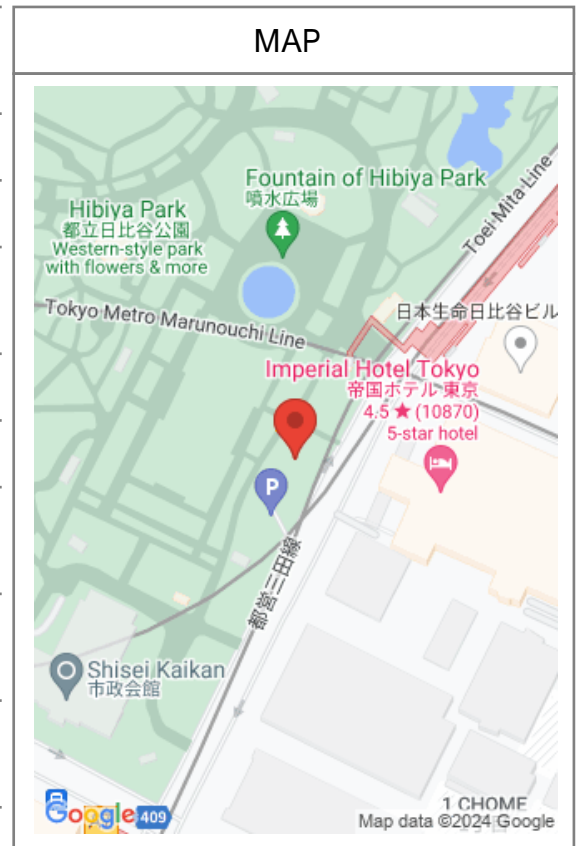 MAP
Fountain of Hibiya Park
噴水広場
Hibiya Park
都立日比谷公園
Western-style park
with flowers & more
Toei Mita Line
Tokyo Metro Marunouchi Line
日本生命日比谷ビル
Imperial Hotel Tokyo
帝国ホテル 東京
4.5 ★ (10870)
5-star hotel
P
都営三田線
Shisei Kaikan
市政会館
Google
409
1 CHOME
Map data ©2024 Google